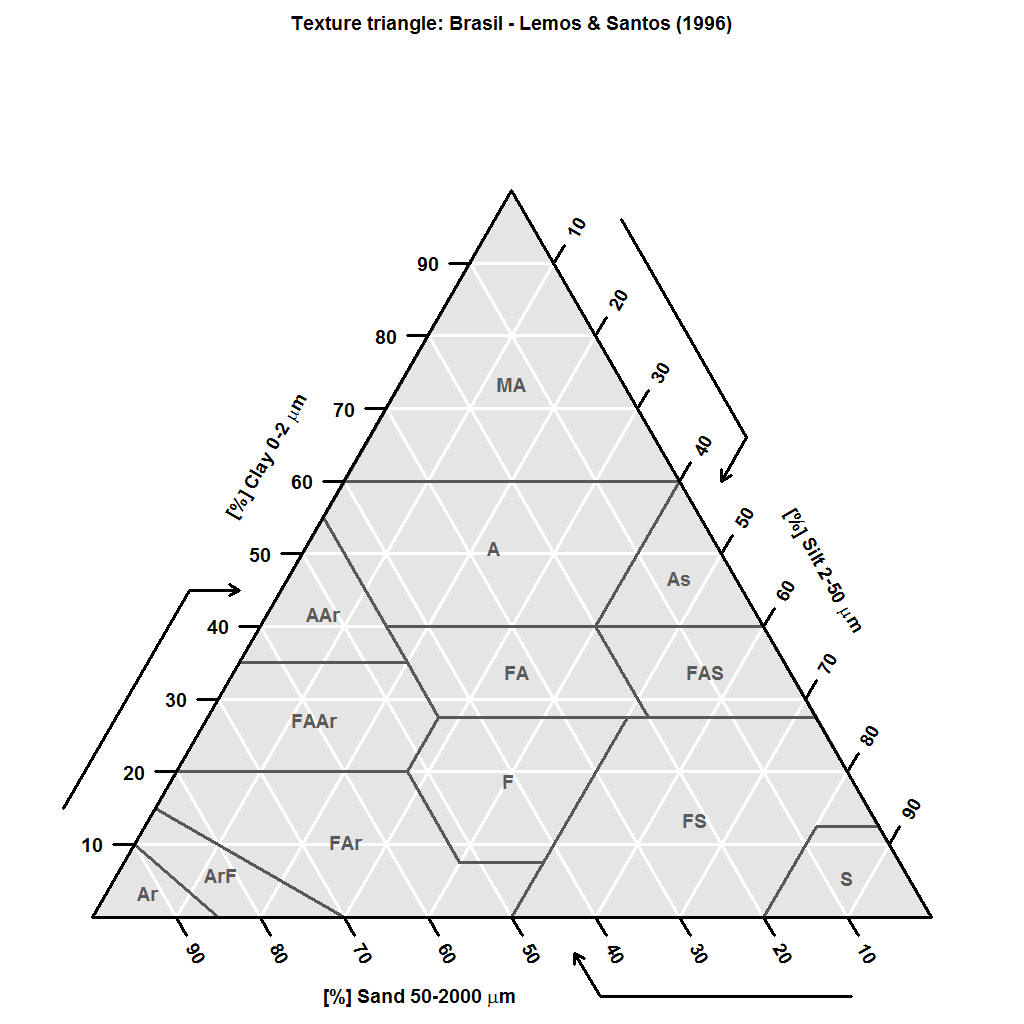 Texture triangle: Brasil - Lemos & Santos (1996)
10
90
20
80
30
MA
70
[%] Clay 0-2 μm
40
60
50
[%] Silt 2-50 μm
50
A
As
60
AAr
40
FA
FAS
70
30
FAAr
80
20
F
90
FS
10
FAr
ArF
S
Ar
90
80
70
60
50
40
30
20
10
[%] Sand 50-2000 μm